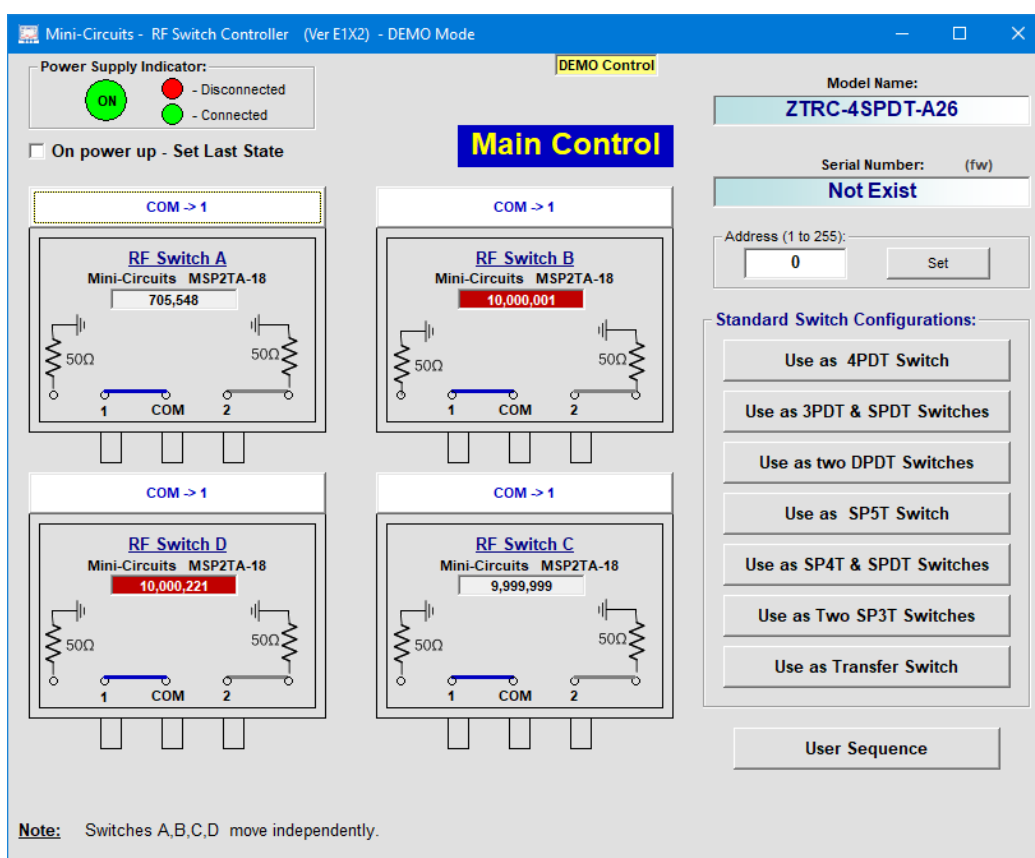 Mini-Circuits - RF Switch Controller (Ver E1X2) - DEMO Mode
Power Supply Indicator:
ON
- Disconnected
- Connected
DEMO Control
On power up - Set Last State
Main Control
Model Name:
ZTRC-4SPDT-A26
Serial Number: (fw)
Not Exist
Address (1 to 255):
0 Set
COM -> 1
RF Switch A
Mini-Circuits MSP2TA-18
705,548
50Ω 50Ω
1 COM 2
COM -> 1
RF Switch B
Mini-Circuits MSP2TA-18
10,000,001
50Ω 50Ω
1 COM 2
COM -> 1
RF Switch D
Mini-Circuits MSP2TA-18
10,000,221
50Ω 50Ω
1 COM 2
COM -> 1
RF Switch C
Mini-Circuits MSP2TA-18
9,999,999
50Ω 50Ω
1 COM 2
Standard Switch Configurations:
Use as 4PDT Switch
Use as 3PDT & SPDT Switches
Use as two DPDT Switches
Use as SP5T Switch
Use as SP4T & SPDT Switches
Use as Two SP3T Switches
Use as Transfer Switch
User Sequence
Note: Switches A,B,C,D move independently.